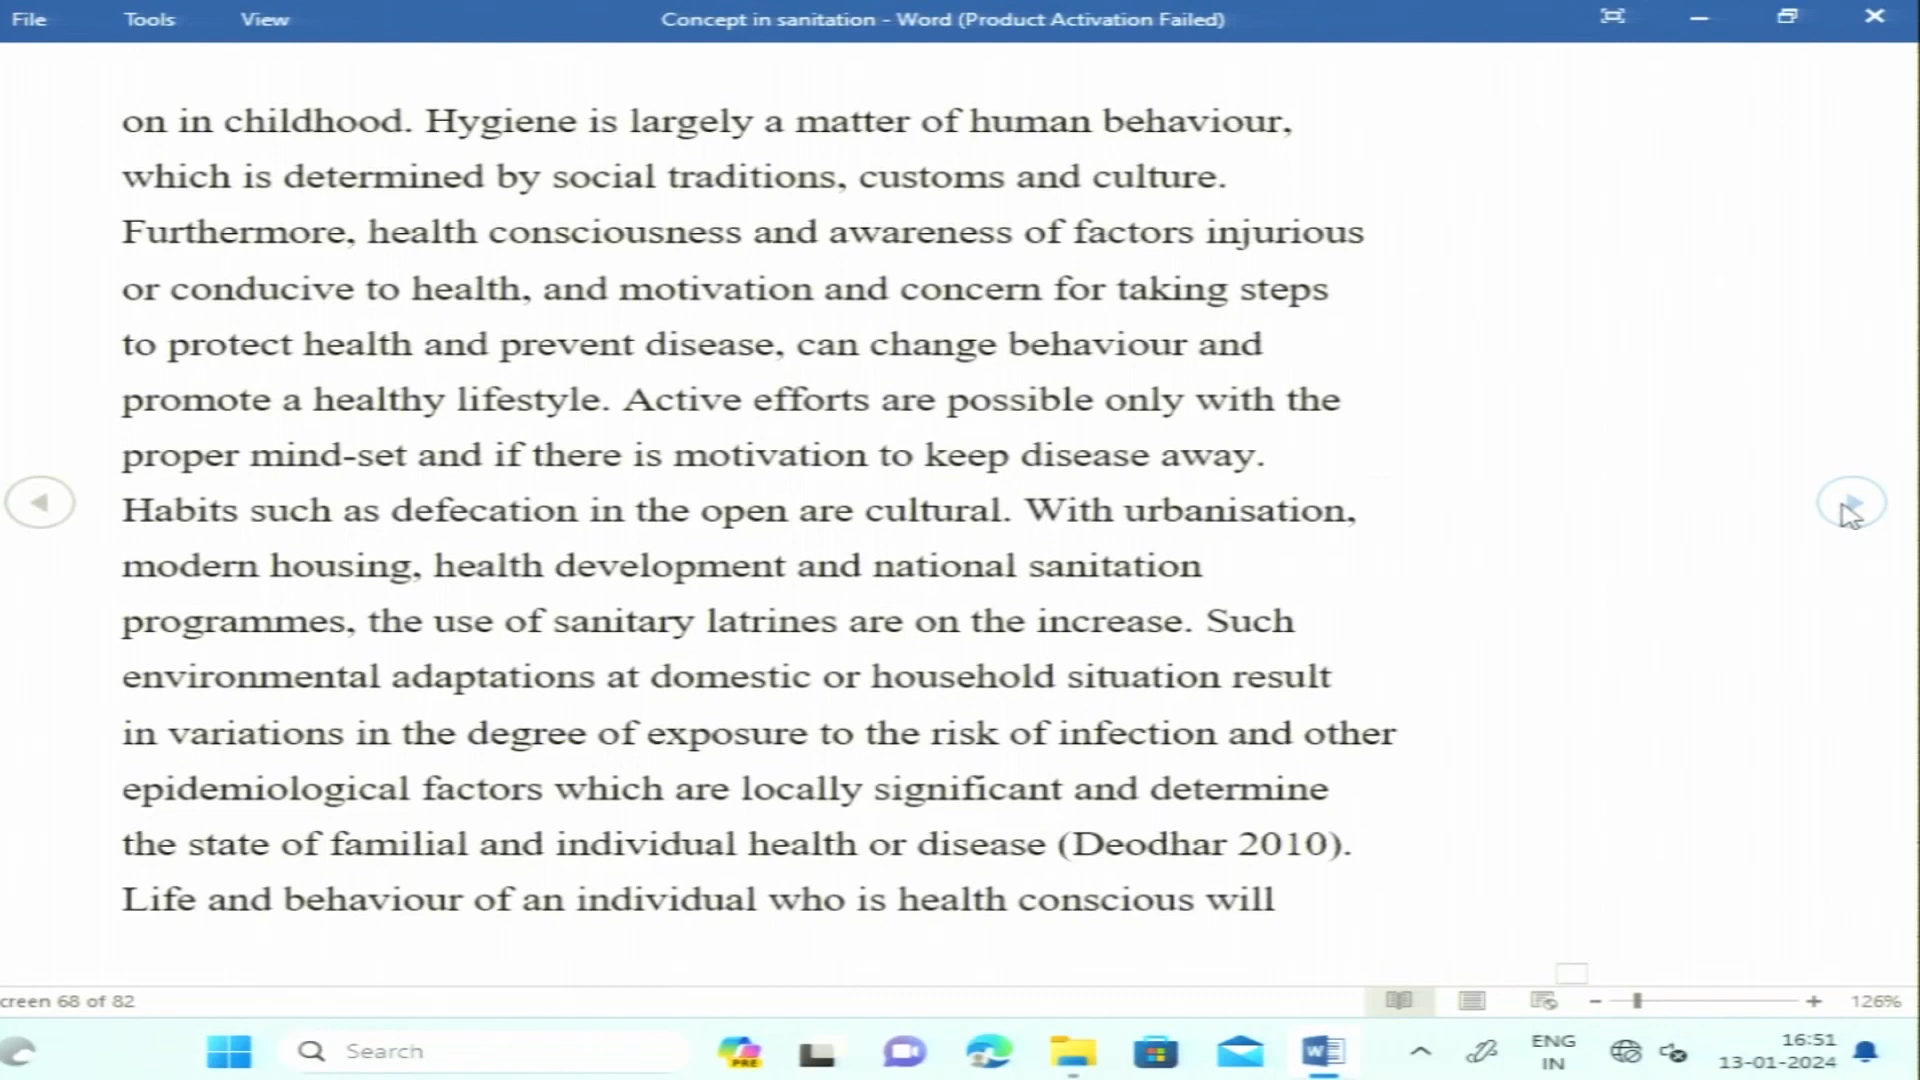 File Tools View Concept in sanitation - Word (Product Activation Failed)
on in childhood. Hygiene is largely a matter of human behaviour,
which is determined by social traditions, customs and culture.
Furthermore, health consciousness and awareness of factors injurious
or conducive to health, and motivation and concern for taking steps
to protect health and prevent disease, can change behaviour and
promote a healthy lifestyle. Active efforts are possible only with the
proper mind-set and if there is motivation to keep disease away.
Habits such as defecation in the open are cultural. With urbanisation,
modern housing, health development and national sanitation
programmes, the use of sanitary latrines are on the increase. Such
environmental adaptations at domestic or household situation result
in variations in the degree of exposure to the risk of infection and other
epidemiological factors which are locally significant and determine
the state of familial and individual health or disease (Deodhar 2010).
Life and behaviour of an individual who is health conscious will
creen 68 of 82 126%
Search PRE ENG 16:51
IN 13-01-2024